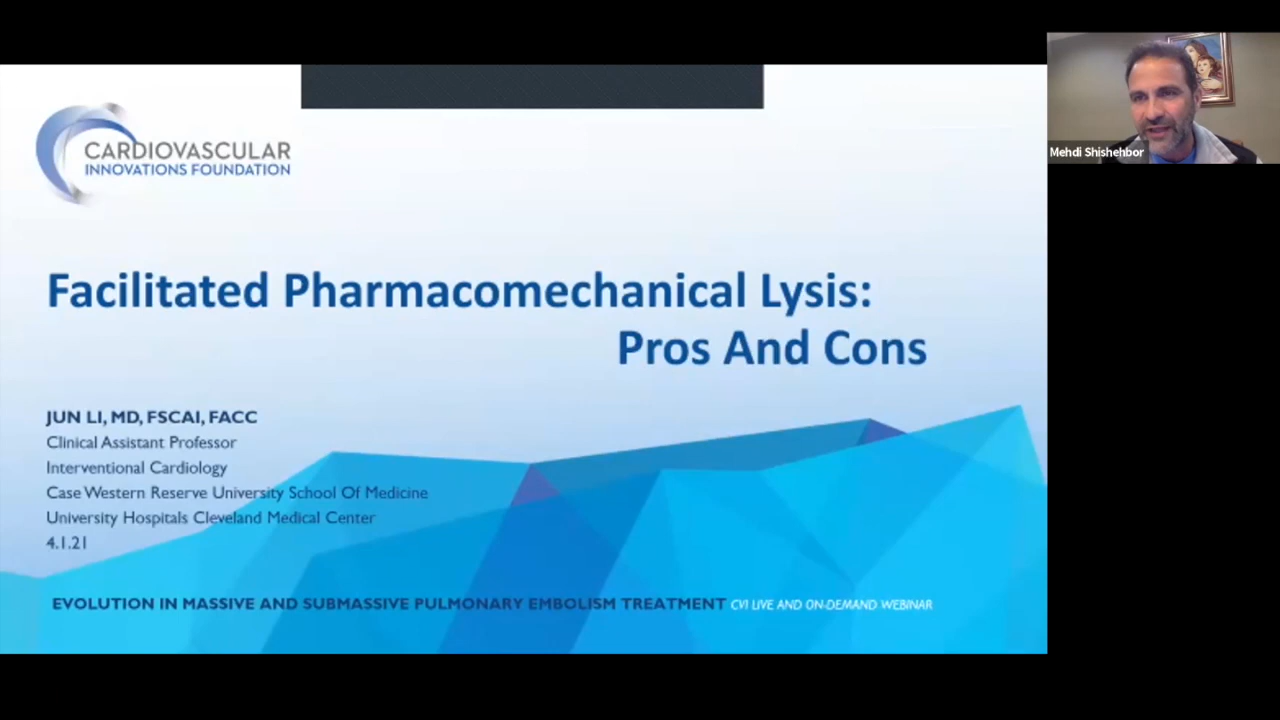 CARDIOVASCULAR
INNOVATIONS FOUNDATION
Mehdi Shishehbor
Facilitated Pharmacomechanical Lysis:
Pros And Cons
JUN LI, MD, FSCAI, FACC
Clinical Assistant Professor
Interventional Cardiology
Case Western Reserve University School Of Medicine
University Hospitals Cleveland Medical Center
4.1.21
EVOLUTION IN MASSIVE AND SUBMASSIVE PULMONARY EMBOLISM TREATMENT CVI LIVE AND ON-DEMAND WEBINAR